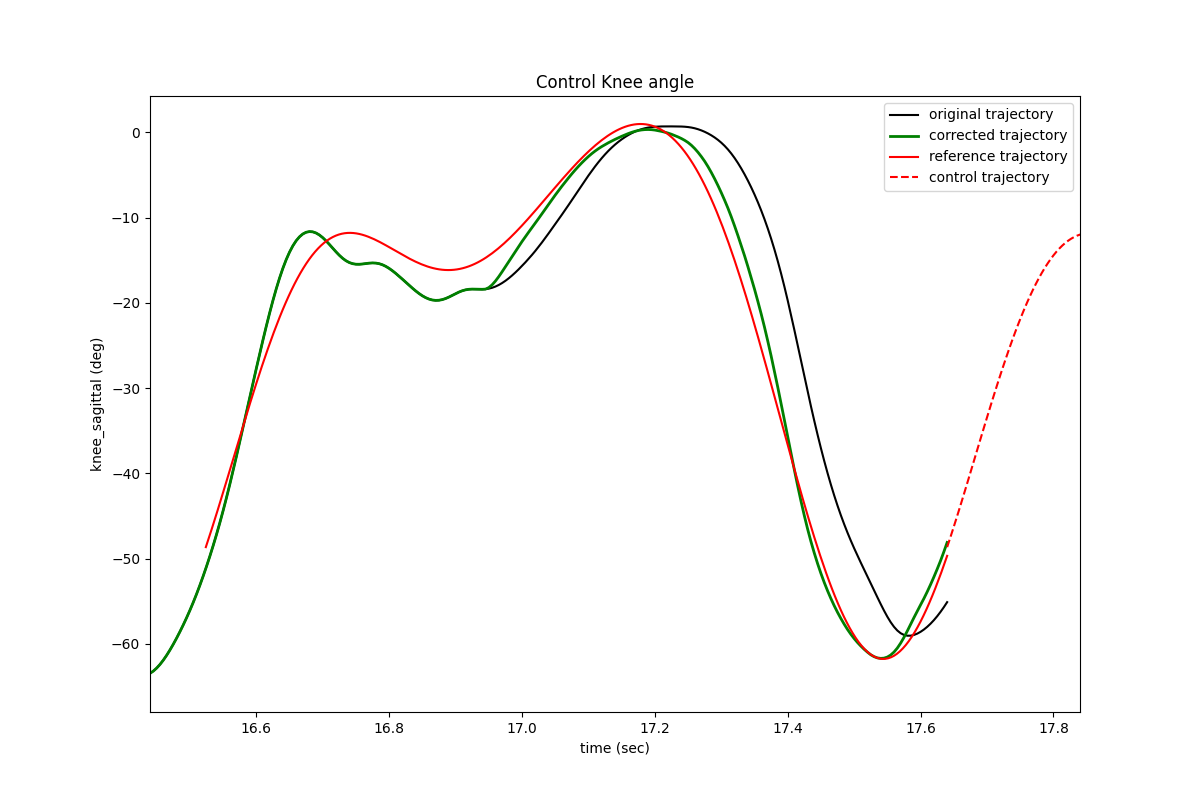 Control Knee angle
original trajectory
corrected trajectory
reference trajectory
control trajectory
knee_sagittal (deg)
0
−10
−20
−30
−40
−50
−60
16.6 16.8 17.0 17.2 17.4 17.6 17.8
time (sec)